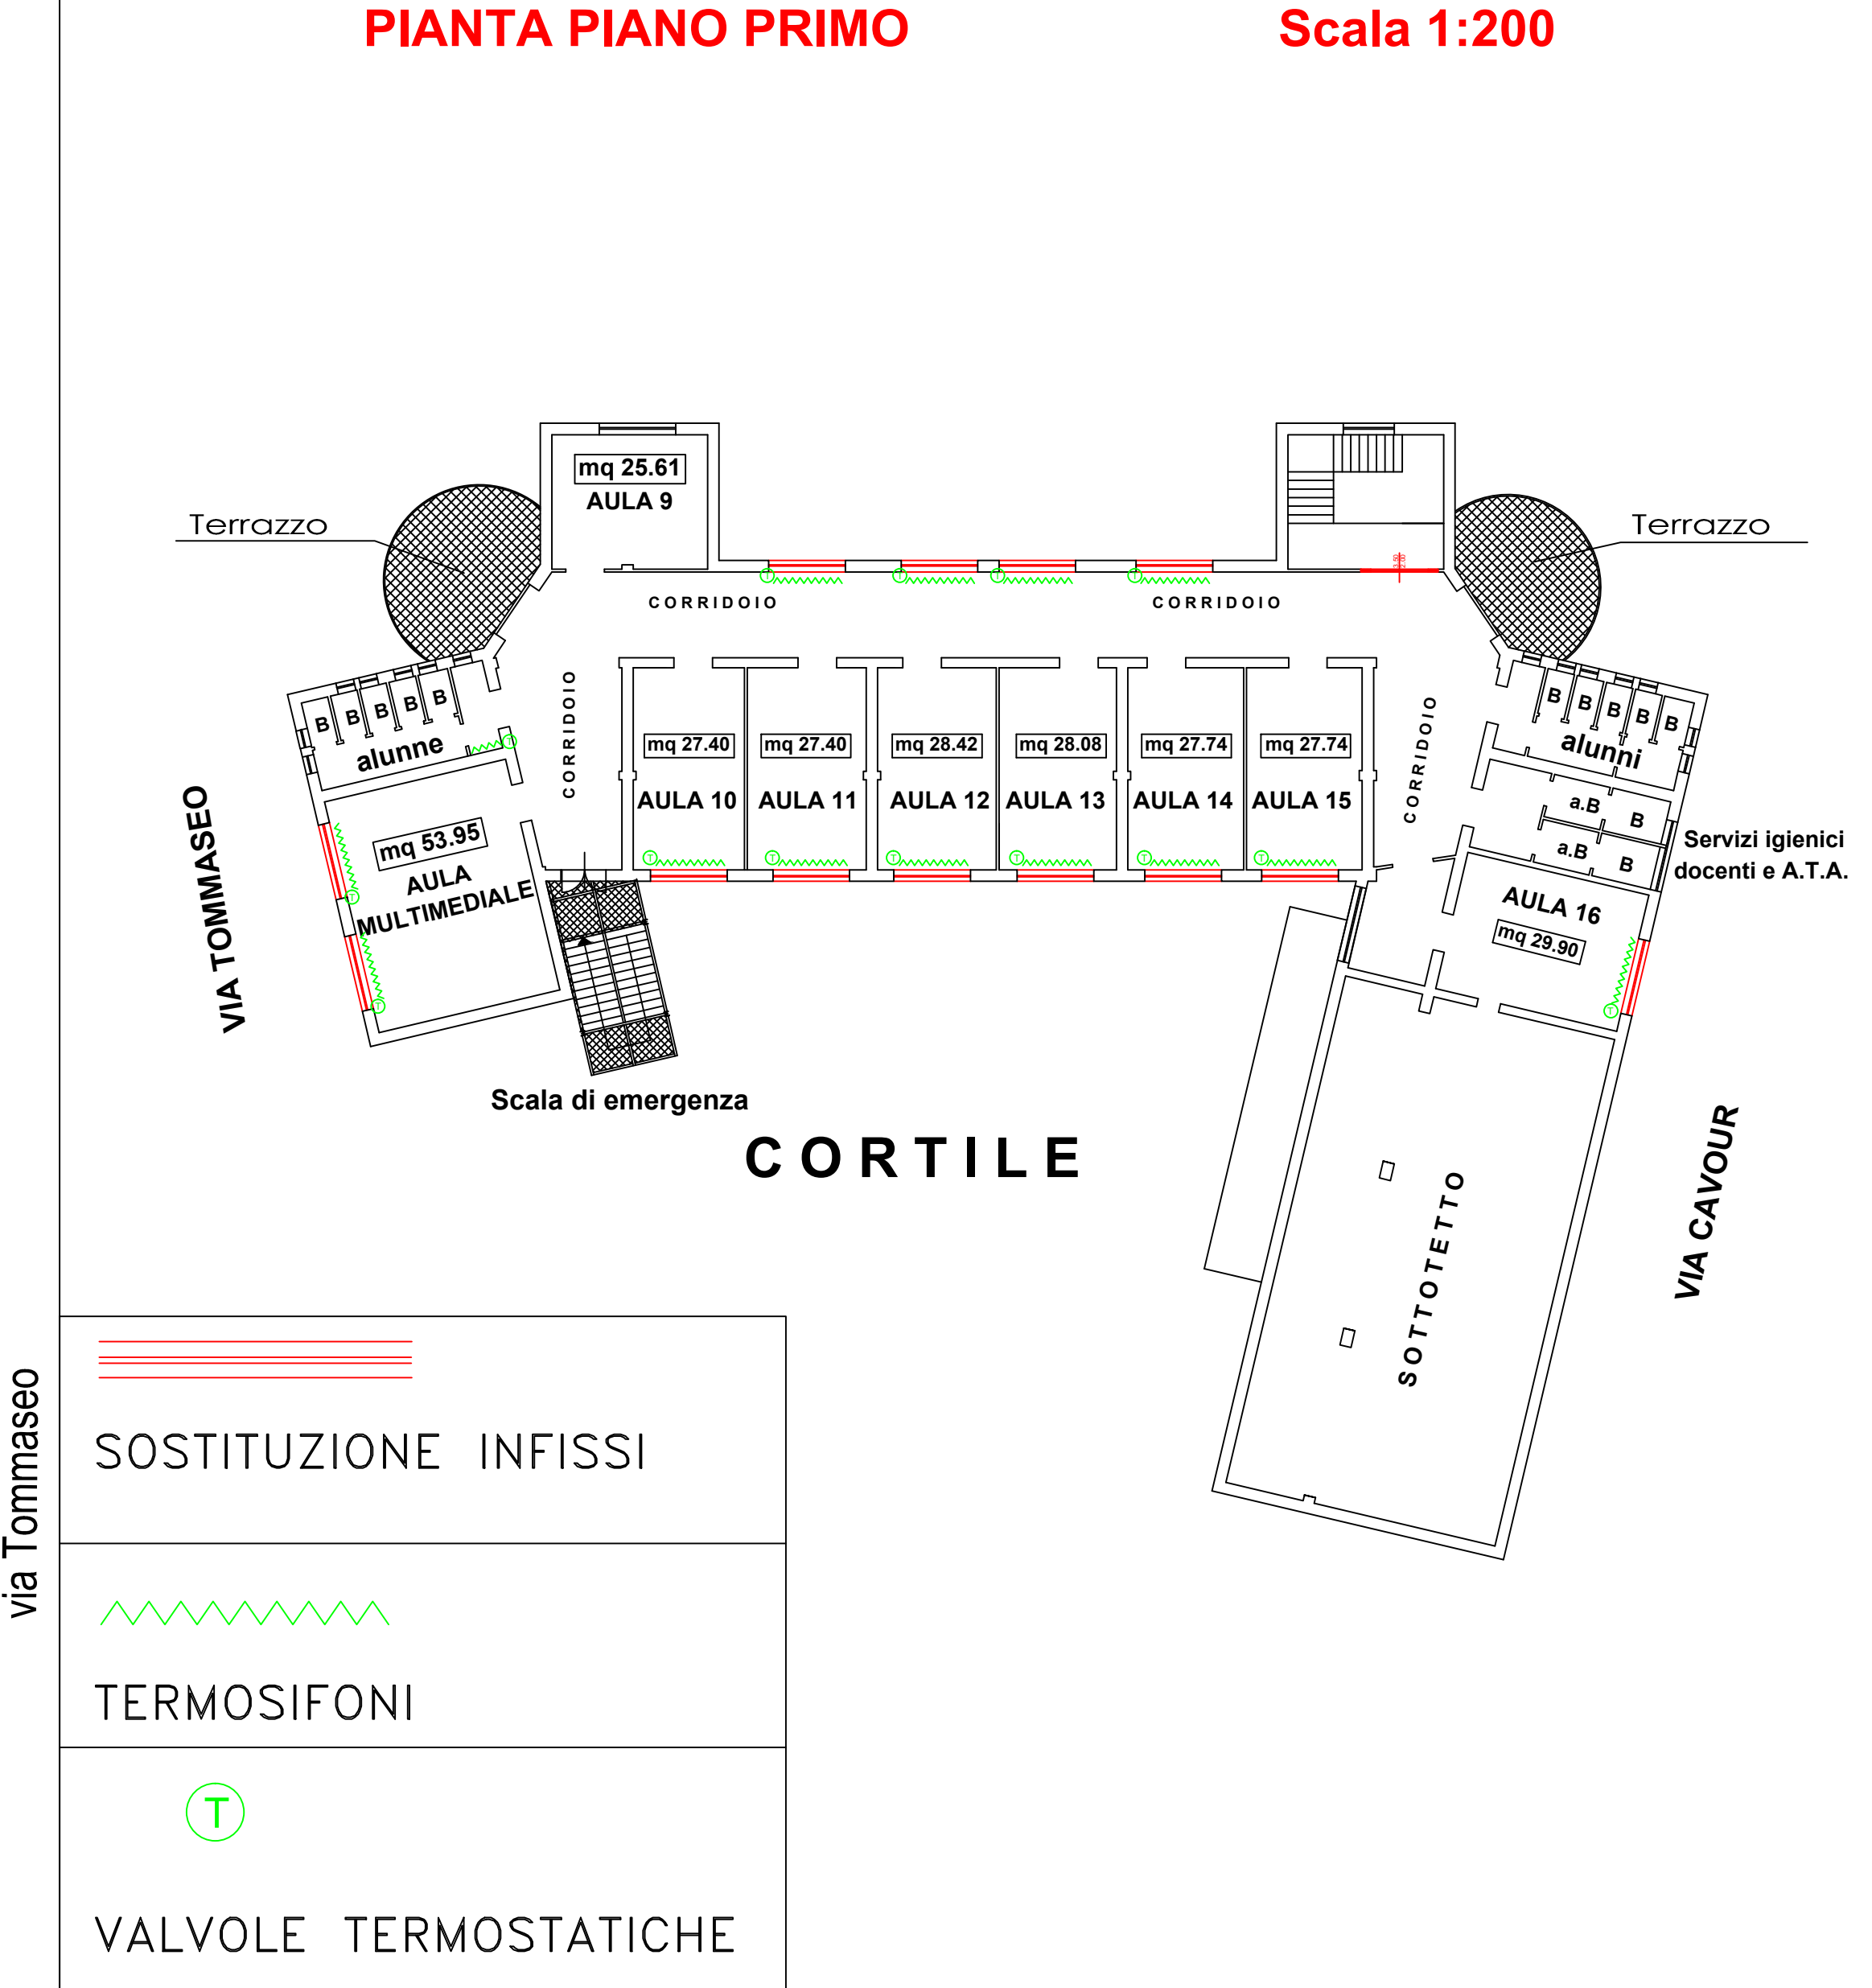 PIANTA PIANO PRIMO
Scala 1:200
mq 25.61
AULA 9
Terrazzo
Terrazzo
3.50
2.00
CORRIDOIO
CORRIDOIO
CORRIDOIO
CORRIDOIO
B B B B B
alunne
B B B B B
alunni
mq 27.40
mq 27.40
mq 28.42
mq 28.08
mq 27.74
mq 27.74
AULA 10
AULA 11
AULA 12
AULA 13
AULA 14
AULA 15
T T T T
T
T T T T T T
T
T
T
a.B B
a.B B
Servizi igienici
docenti e A.T.A.
mq 53.95
AULA
MULTIMEDIALE
AULA 16
mq 29.90
VIA TOMMASEO
Scala di emergenza
CORTILE
SOTTOTETTO
VIA CAVOUR
via Tommaseo
SOSTITUZIONE INFISSI
TERMOSIFONI
T
VALVOLE TERMOSTATICHE